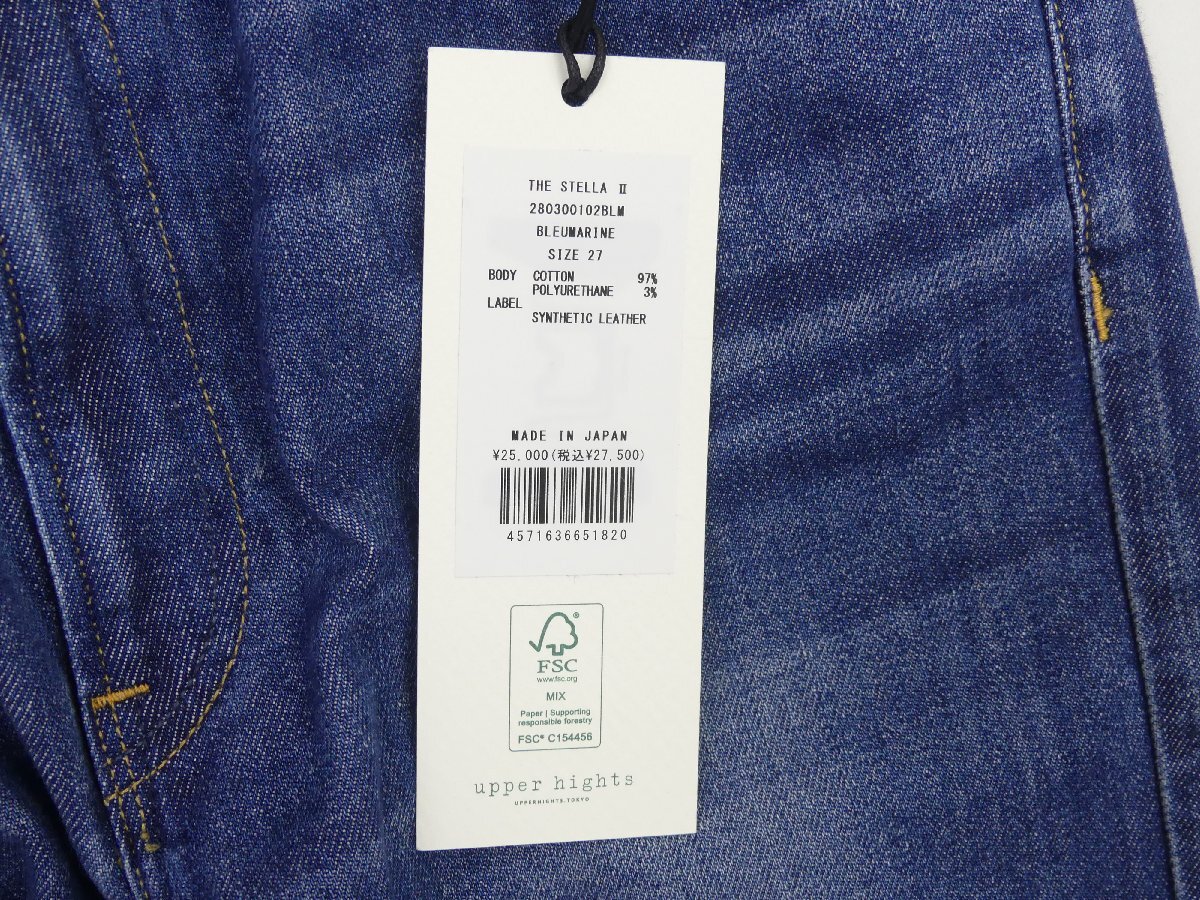 THE STELLA Ⅱ
280300102BLM
BLEUMARINE
SIZE 27
BODY COTTON 97%
POLYURETHANE 3%
LABEL
SYNTHETIC LEATHER
MADE IN JAPAN
¥25,000(税込¥27,500)
4571636651820
FSC®
www.fsc.org
MIX
Paper | Supporting
responsible forestry
FSC® C154456
upper hights
UPPERHIGHTS.TOKYO